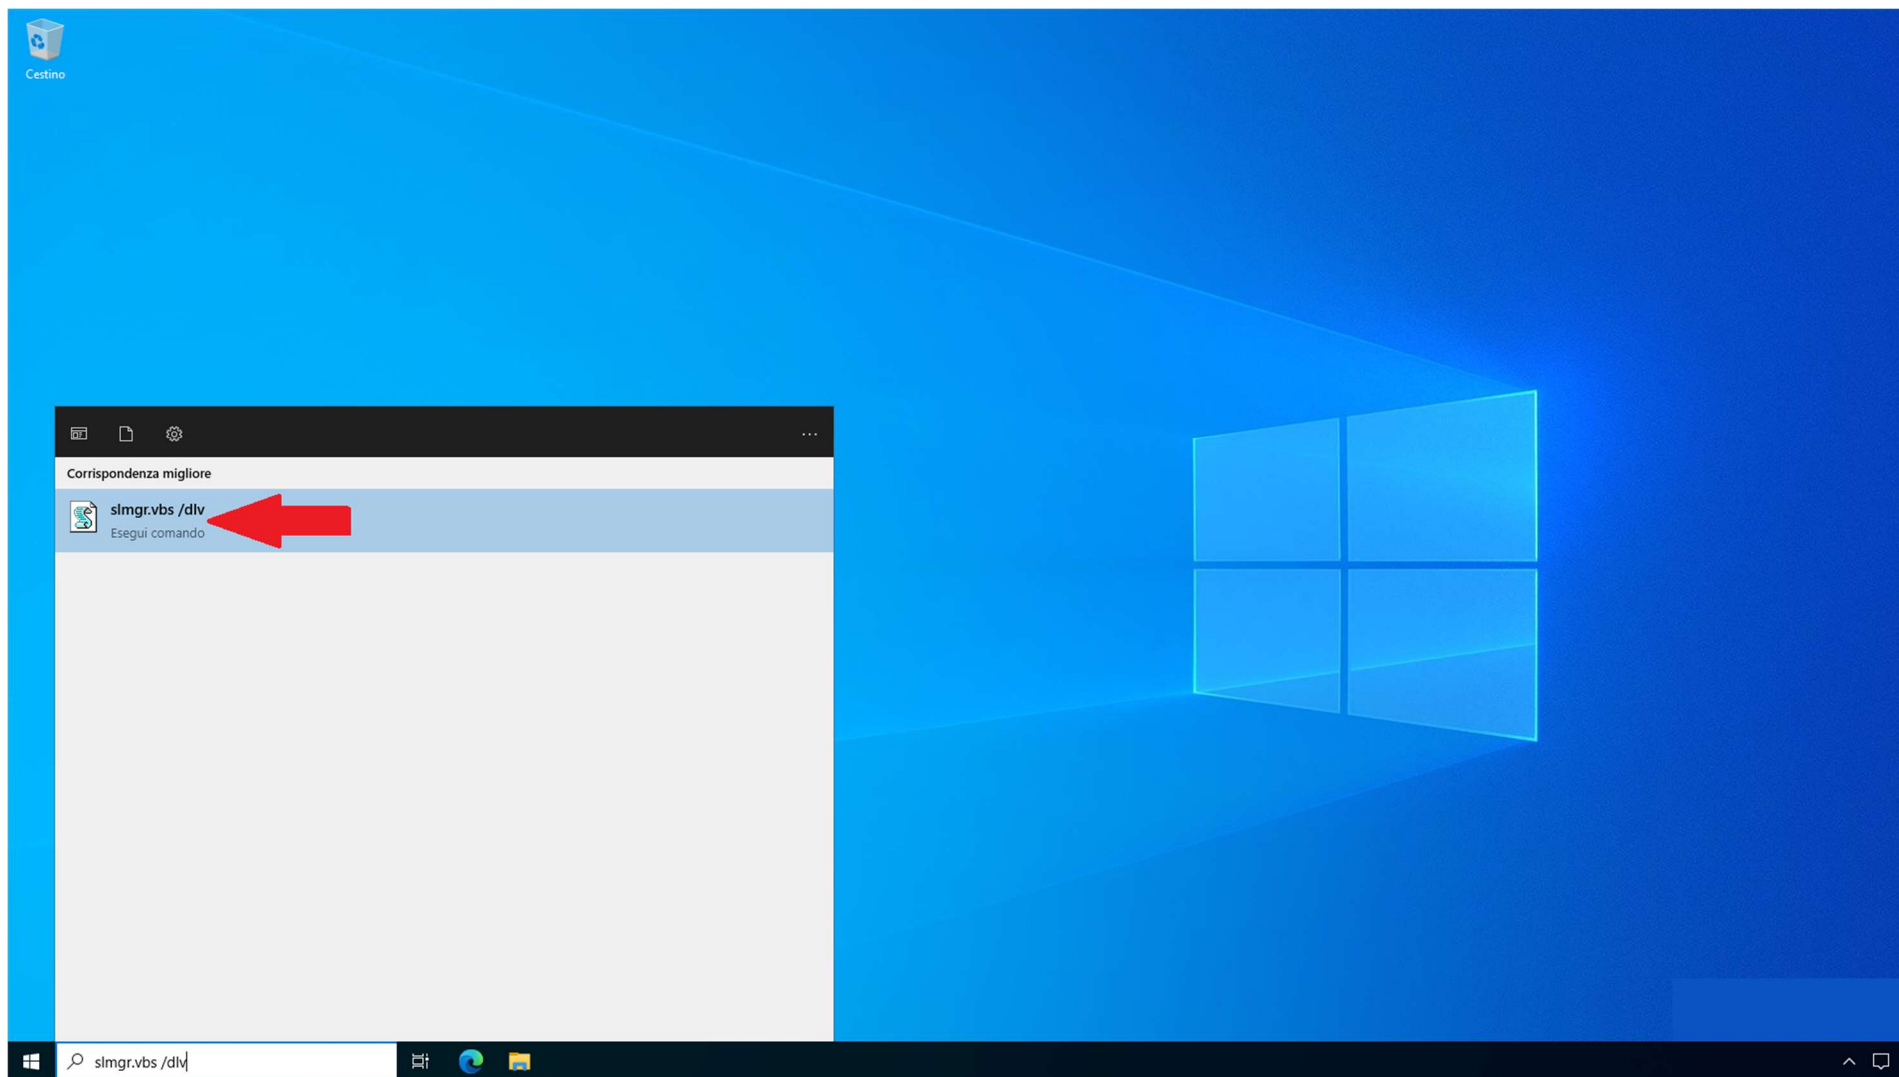 Cestino
Corrispondenza migliore
slmgr.vbs /dlv
Esegui comando
slmgr.vbs /dlv